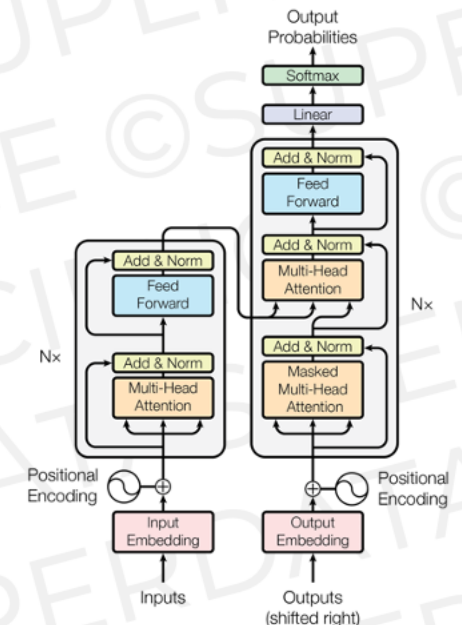 Output
Probabilities
Softmax
Linear
Add & Norm
Feed
Forward
Add & Norm
Multi-Head
Attention
Nx
Add & Norm
Masked
Multi-Head
Attention
Add & Norm
Feed
Forward
Nx
Add & Norm
Multi-Head
Attention
Positional
Encoding
Positional
Encoding
Input
Embedding
Output
Embedding
Inputs
Outputs
(shifted right)